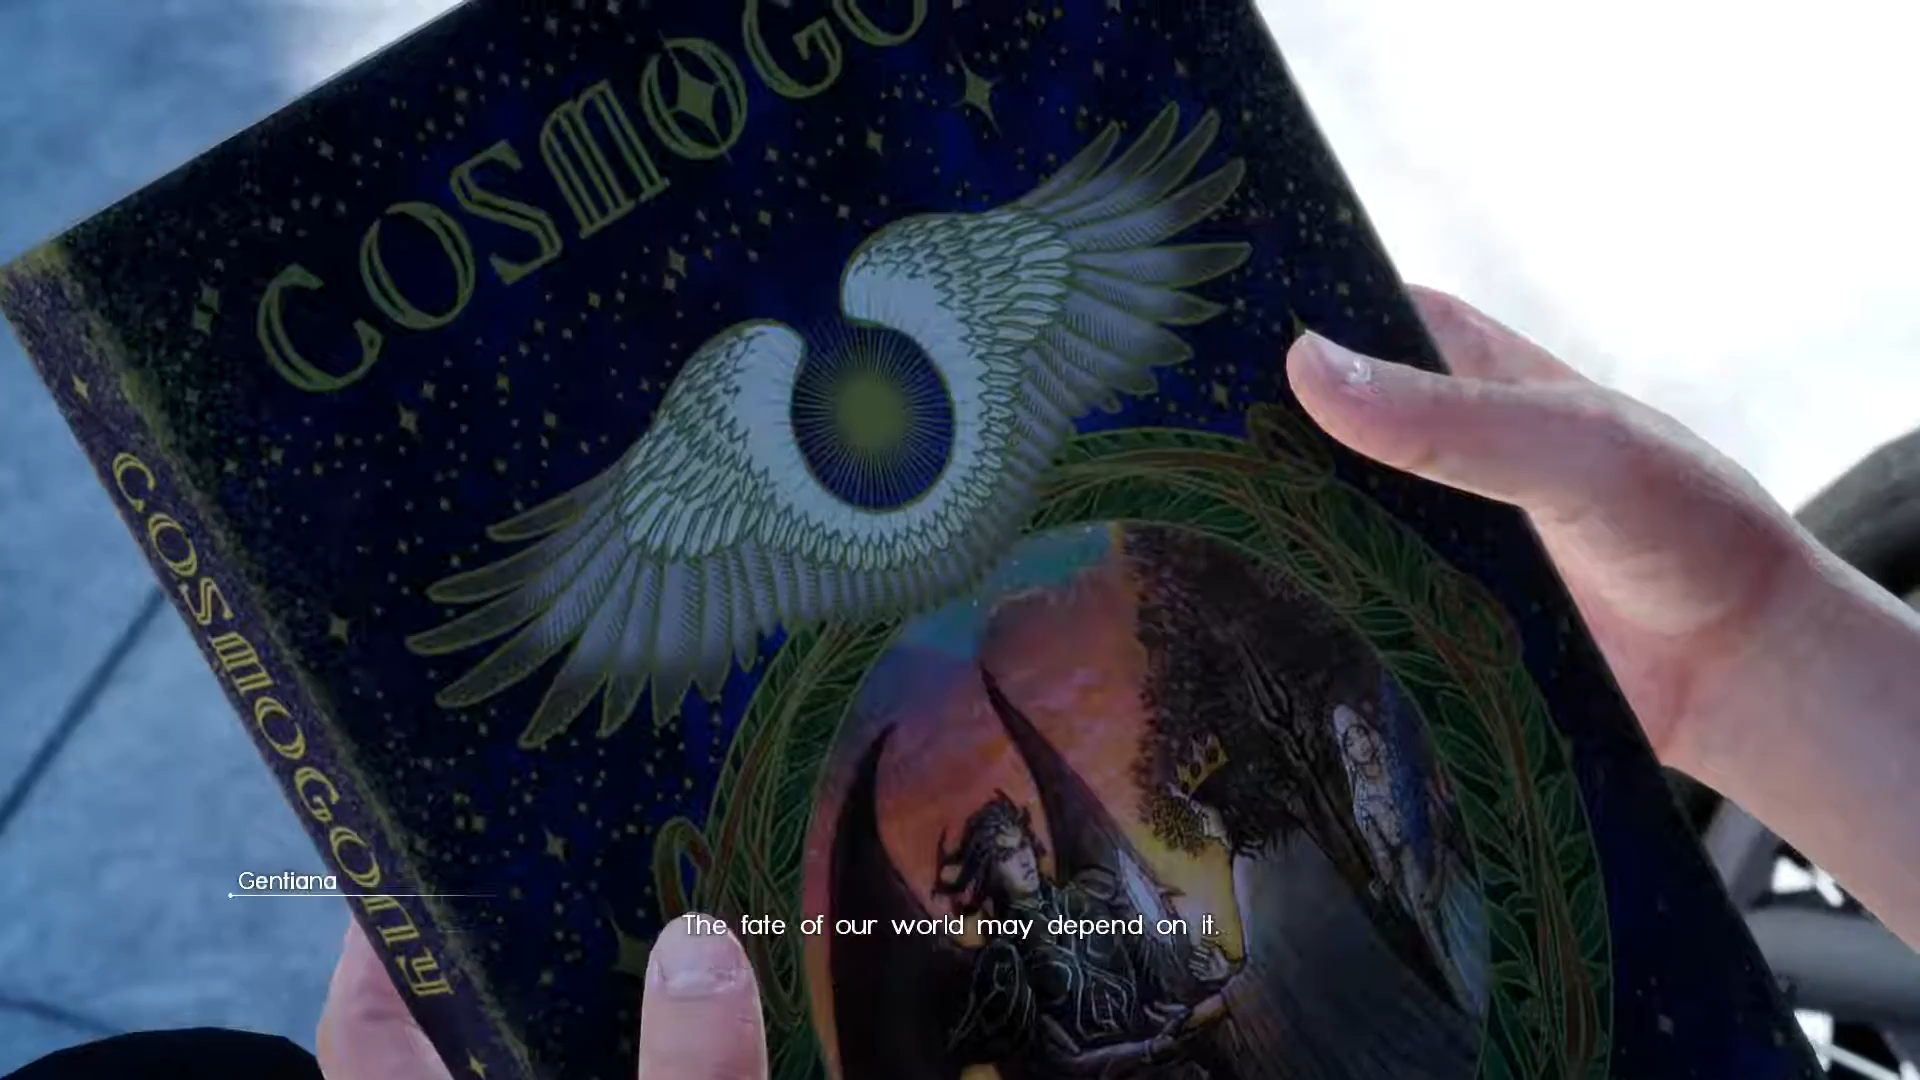 COSMOGO
COSMOGONY
Gentiana
The fate of our world may depend on it.